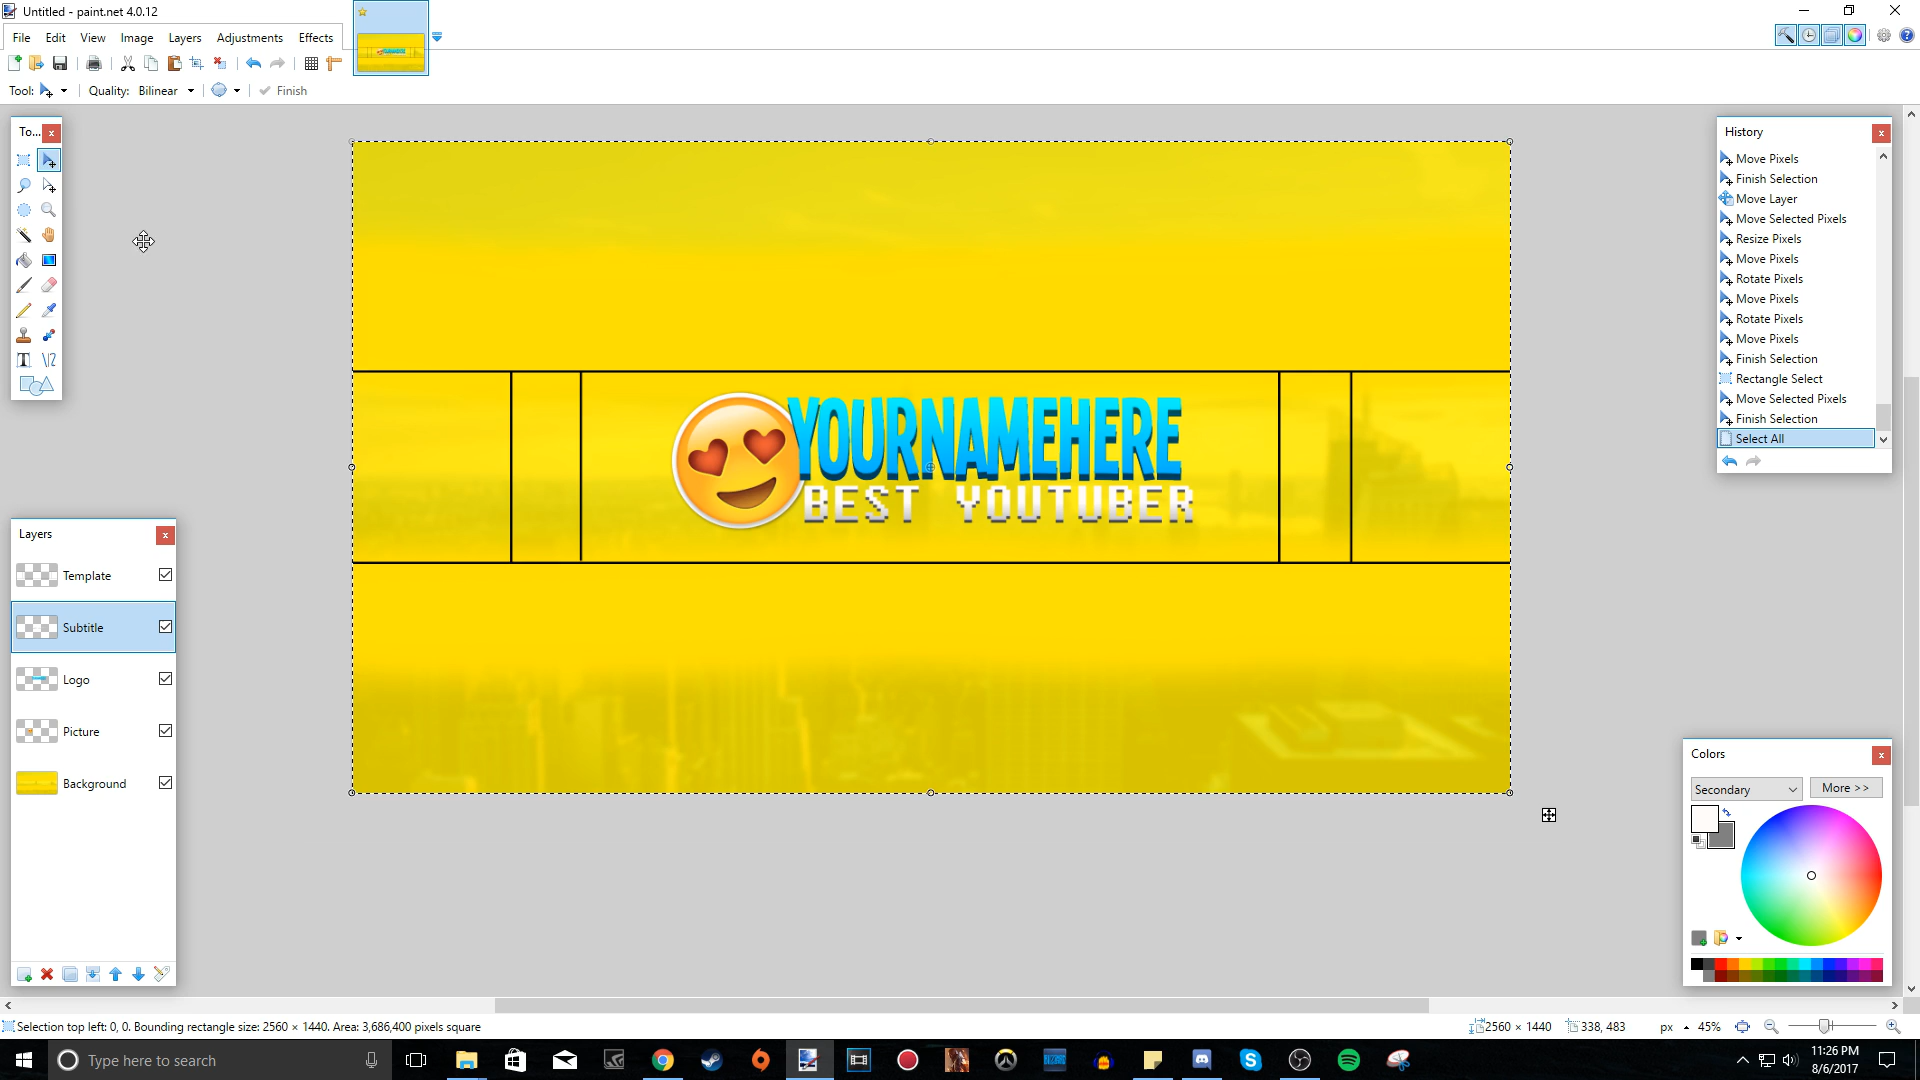 Untitled - paint.net 4.0.12
File Edit View Image Layers Adjustments Effects
Tool: Quality: Bilinear Finish
To...
History
Move Pixels
Finish Selection
Move Layer
Move Selected Pixels
Resize Pixels
Move Pixels
Rotate Pixels
Move Pixels
Rotate Pixels
Move Pixels
Finish Selection
Rectangle Select
Move Selected Pixels
Finish Selection
Select All
YOURNAMEHERE
BEST YOUTUBER
Layers
Template
Subtitle
Logo
Picture
Background
Colors
Secondary More >>
Selection top left: 0, 0. Bounding rectangle size: 2560 × 1440. Area: 3,686,400 pixels square
2560 × 1440 338, 483 px 45%
Type here to search
11:26 PM
8/6/2017